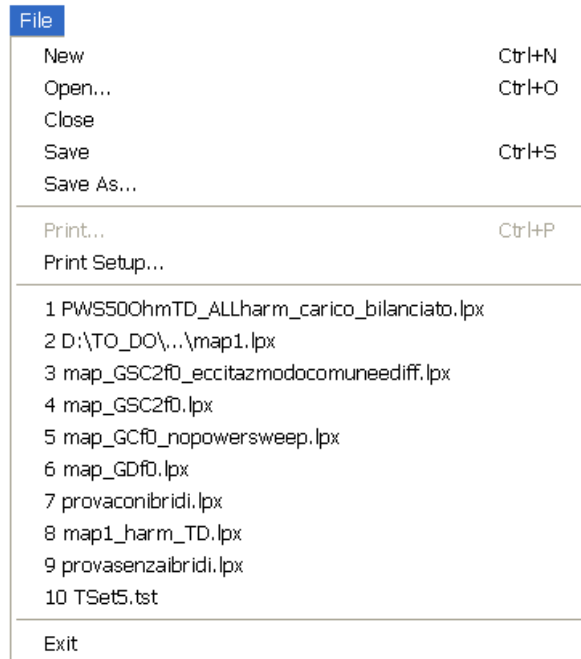 File
New Ctrl+N
Open... Ctrl+O
Close
Save Ctrl+S
Save As...
Print... Ctrl+P
Print Setup...
1 PWS50OhmTD_ALLharm_carico_bilanciato.lpx
2 D:\TO_DO\...\map1.lpx
3 map_GSC2f0_eccitazmodocomuneediff.lpx
4 map_GSC2f0.lpx
5 map_GCf0_nopowersweep.lpx
6 map_GDf0.lpx
7 provaconibridi.lpx
8 map1_harm_TD.lpx
9 provasenzaibridi.lpx
10 TSet5.tst
Exit